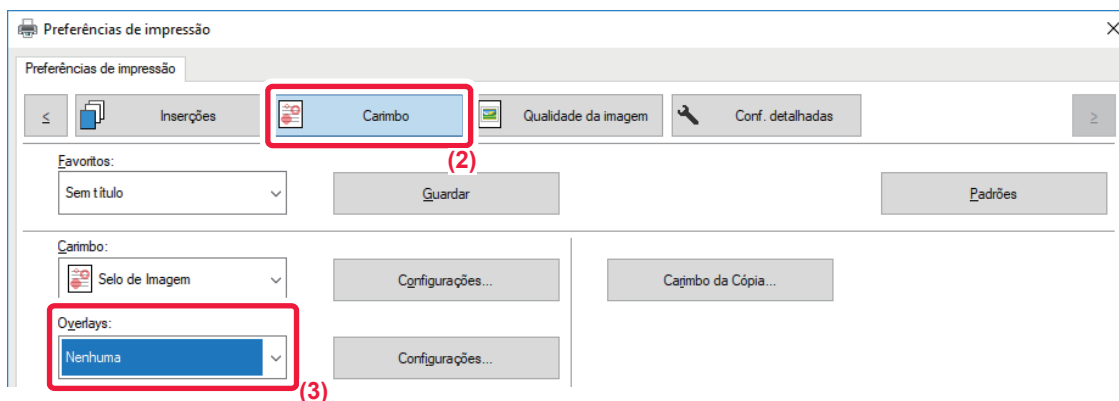 Preferências de impressão
Preferências de impressão
< Inserções Carimbo Qualidade da imagem Conf. detalhadas >
(2)
Favoritos:
Sem título Guardar Padrões
Carimbo:
Selo de Imagem Configurações... Carimbo da Cópia...
Overlays:
Nenhuma Configurações...
(3)